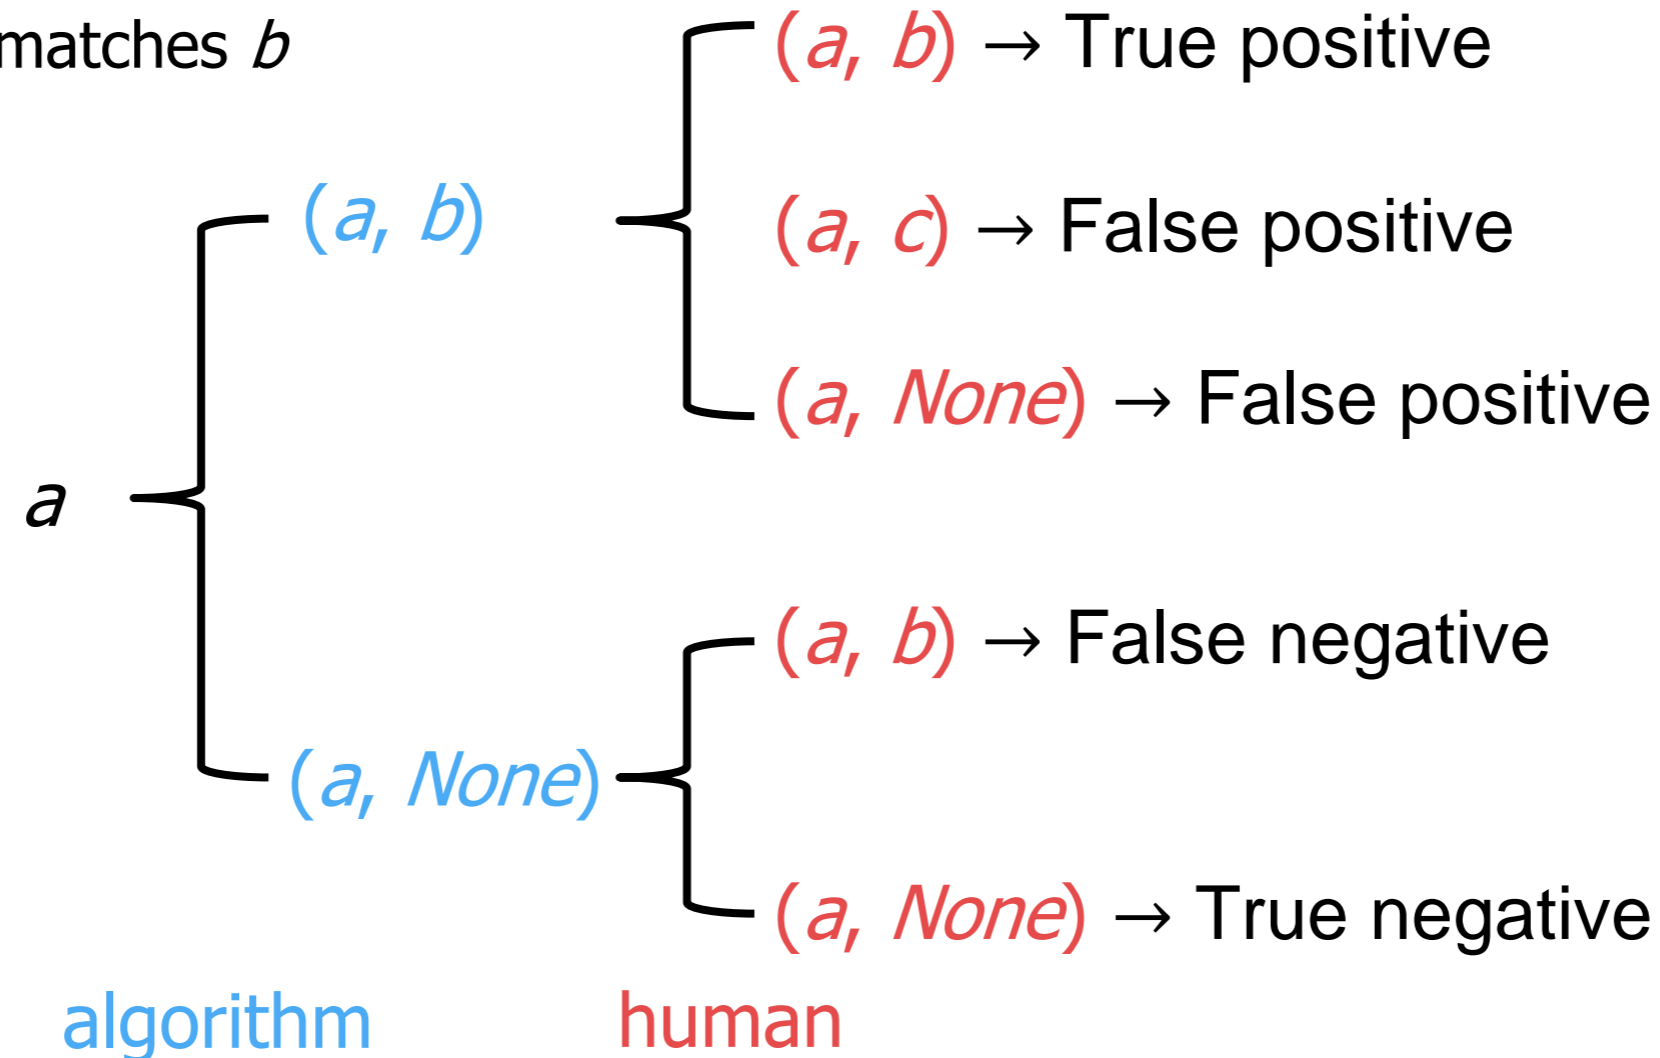 matches b
(a, b) → True positive
(a, b)
(a, c) → False positive
(a, None) → False positive
a
(a, b) → False negative
(a, None)
(a, None) → True negative
algorithm
human